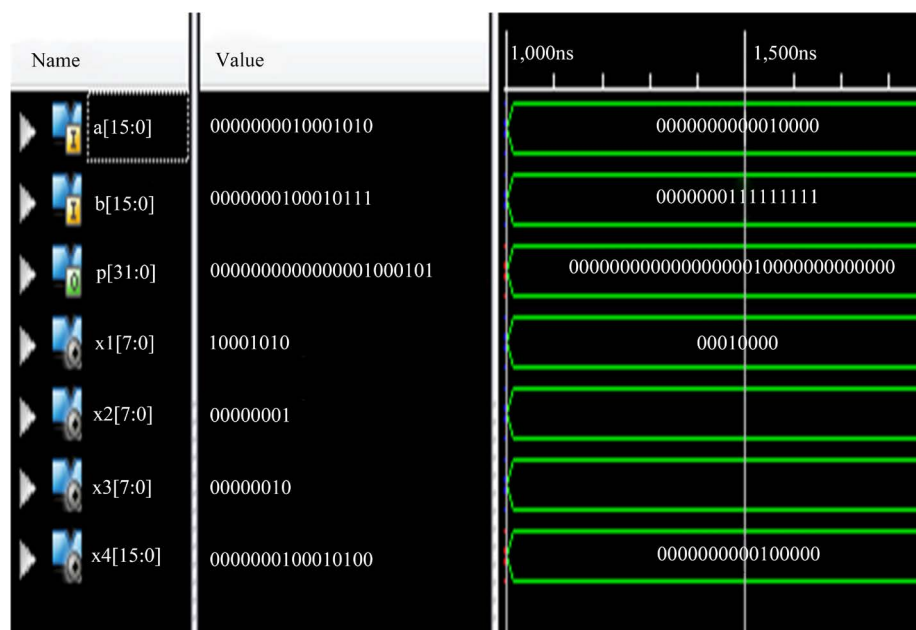 Name Value 1,000ns 1,500ns
a[15:0] 0000000010001010 0000000000010000
b[15:0] 0000000100010111 0000000111111111
p[31:0] 0000000000000001000101 00000000000000000010000000000000
x1[7:0] 10001010 00010000
x2[7:0] 00000001
x3[7:0] 00000010
x4[15:0] 0000000100010100 0000000000100000